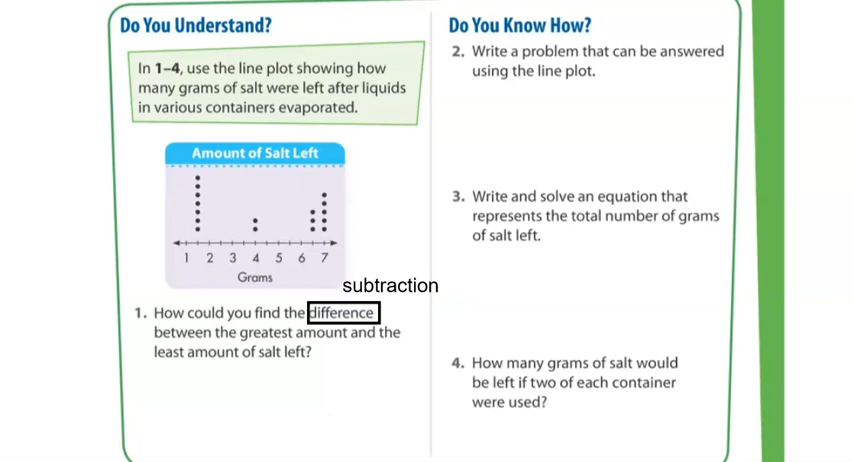 Do You Understand?
In 1–4, use the line plot showing how
many grams of salt were left after liquids
in various containers evaporated.
Amount of Salt Left
1 2 3 4 5 6 7
Grams
subtraction
1. How could you find the difference
between the greatest amount and the
least amount of salt left?
Do You Know How?
2. Write a problem that can be answered
using the line plot.
3. Write and solve an equation that
represents the total number of grams
of salt left.
4. How many grams of salt would
be left if two of each container
were used?